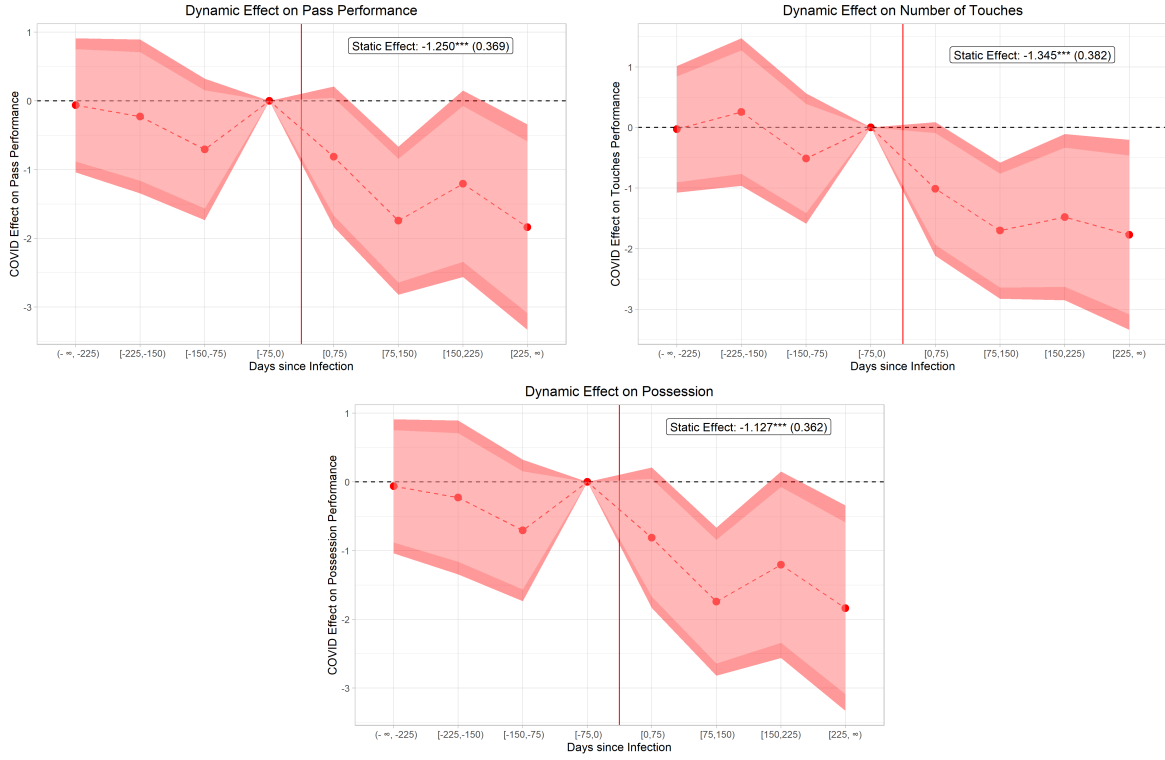 Dynamic Effect on Pass Performance
Static Effect: -1.250*** (0.369)
COVID Effect on Pass Performance
1
0
-1
-2
-3
(- ∞, -225) [-225,-150) [-150,-75) [-75,0) [0,75) [75,150) [150,225) [225, ∞)
Days since Infection
Dynamic Effect on Number of Touches
Static Effect: -1.345*** (0.382)
COVID Effect on Touches Performance
1
0
-1
-2
-3
(- ∞, -225) [-225,-150) [-150,-75) [-75,0) [0,75) [75,150) [150,225) [225, ∞)
Days since Infection
Dynamic Effect on Possession
Static Effect: -1.127*** (0.362)
COVID Effect on Possession Performance
1
0
-1
-2
-3
(- ∞, -225) [-225,-150) [-150,-75) [-75,0) [0,75) [75,150) [150,225) [225, ∞)
Days since Infection